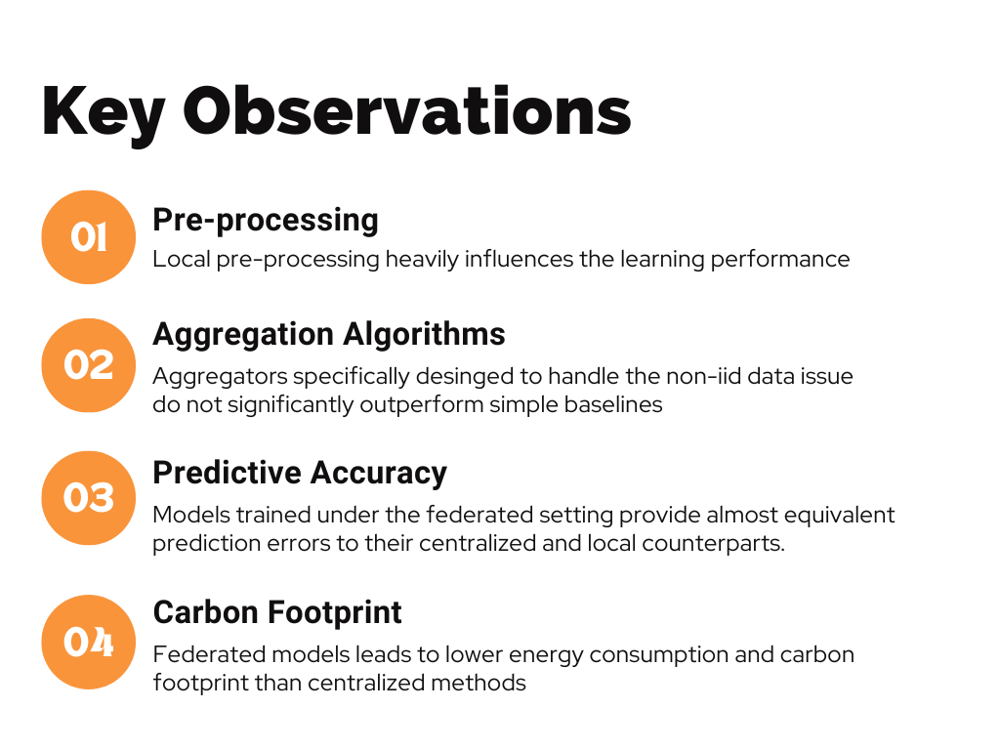 Key Observations
01
Pre-processing
Local pre-processing heavily influences the learning performance
02
Aggregation Algorithms
Aggregators specifically desinged to handle the non-iid data issue
do not significantly outperform simple baselines
03
Predictive Accuracy
Models trained under the federated setting provide almost equivalent
prediction errors to their centralized and local counterparts.
04
Carbon Footprint
Federated models leads to lower energy consumption and carbon
footprint than centralized methods